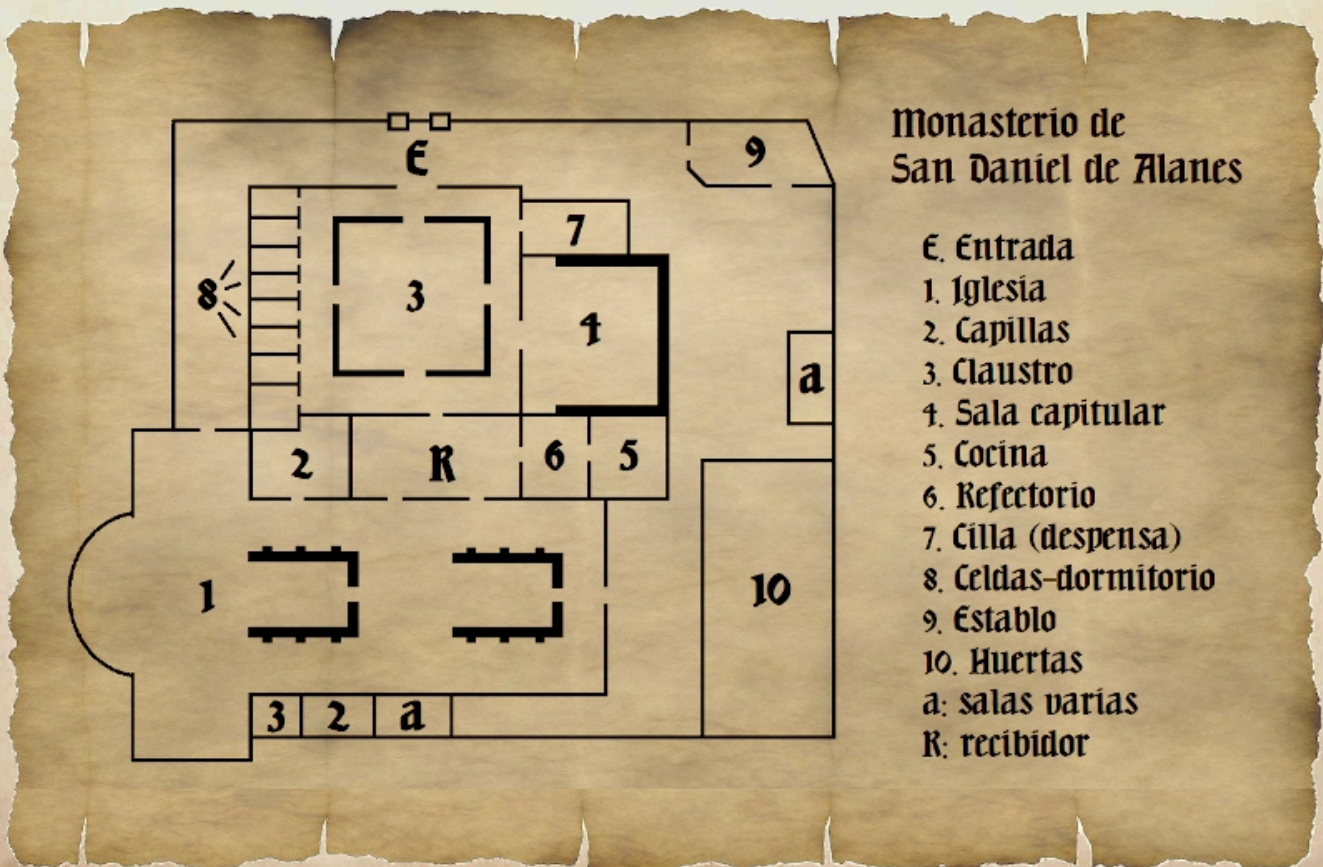 Monasterio de
San Daniel de Alanes
E. Entrada
1. Iglesia
2. Capillas
3. Claustro
4. Sala capitular
5. Cocina
6. Refectorio
7. Cilla (despensa)
8. Celdas-dormitorio
9. Establo
10. Huertas
a: salas varias
R: recibidor
E
9
7
8
3
4
a
2
R
6
5
1
10
3
2
a